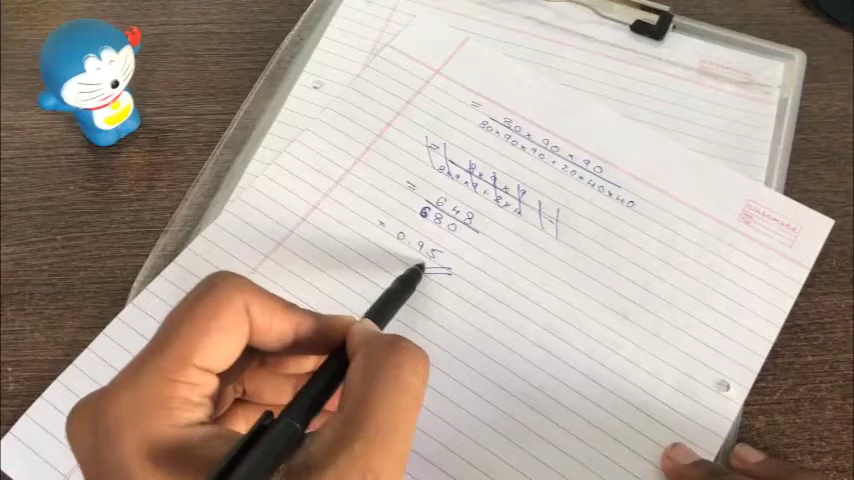 = 80 × 90 × 90
80×90×90 + 20×40×40
= 8 × 9 × 9
8×9×9 + 2×4
= 648
680
= 0.95